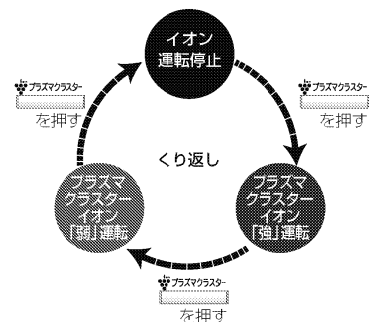 イオン
運転停止
プラズマクラスター
を押す
プラズマクラスター
を押す
くり返し
プラズマ
クラスター
イオン
「弱」運転
プラズマ
クラスター
イオン
「強」運転
プラズマクラスター
を押す